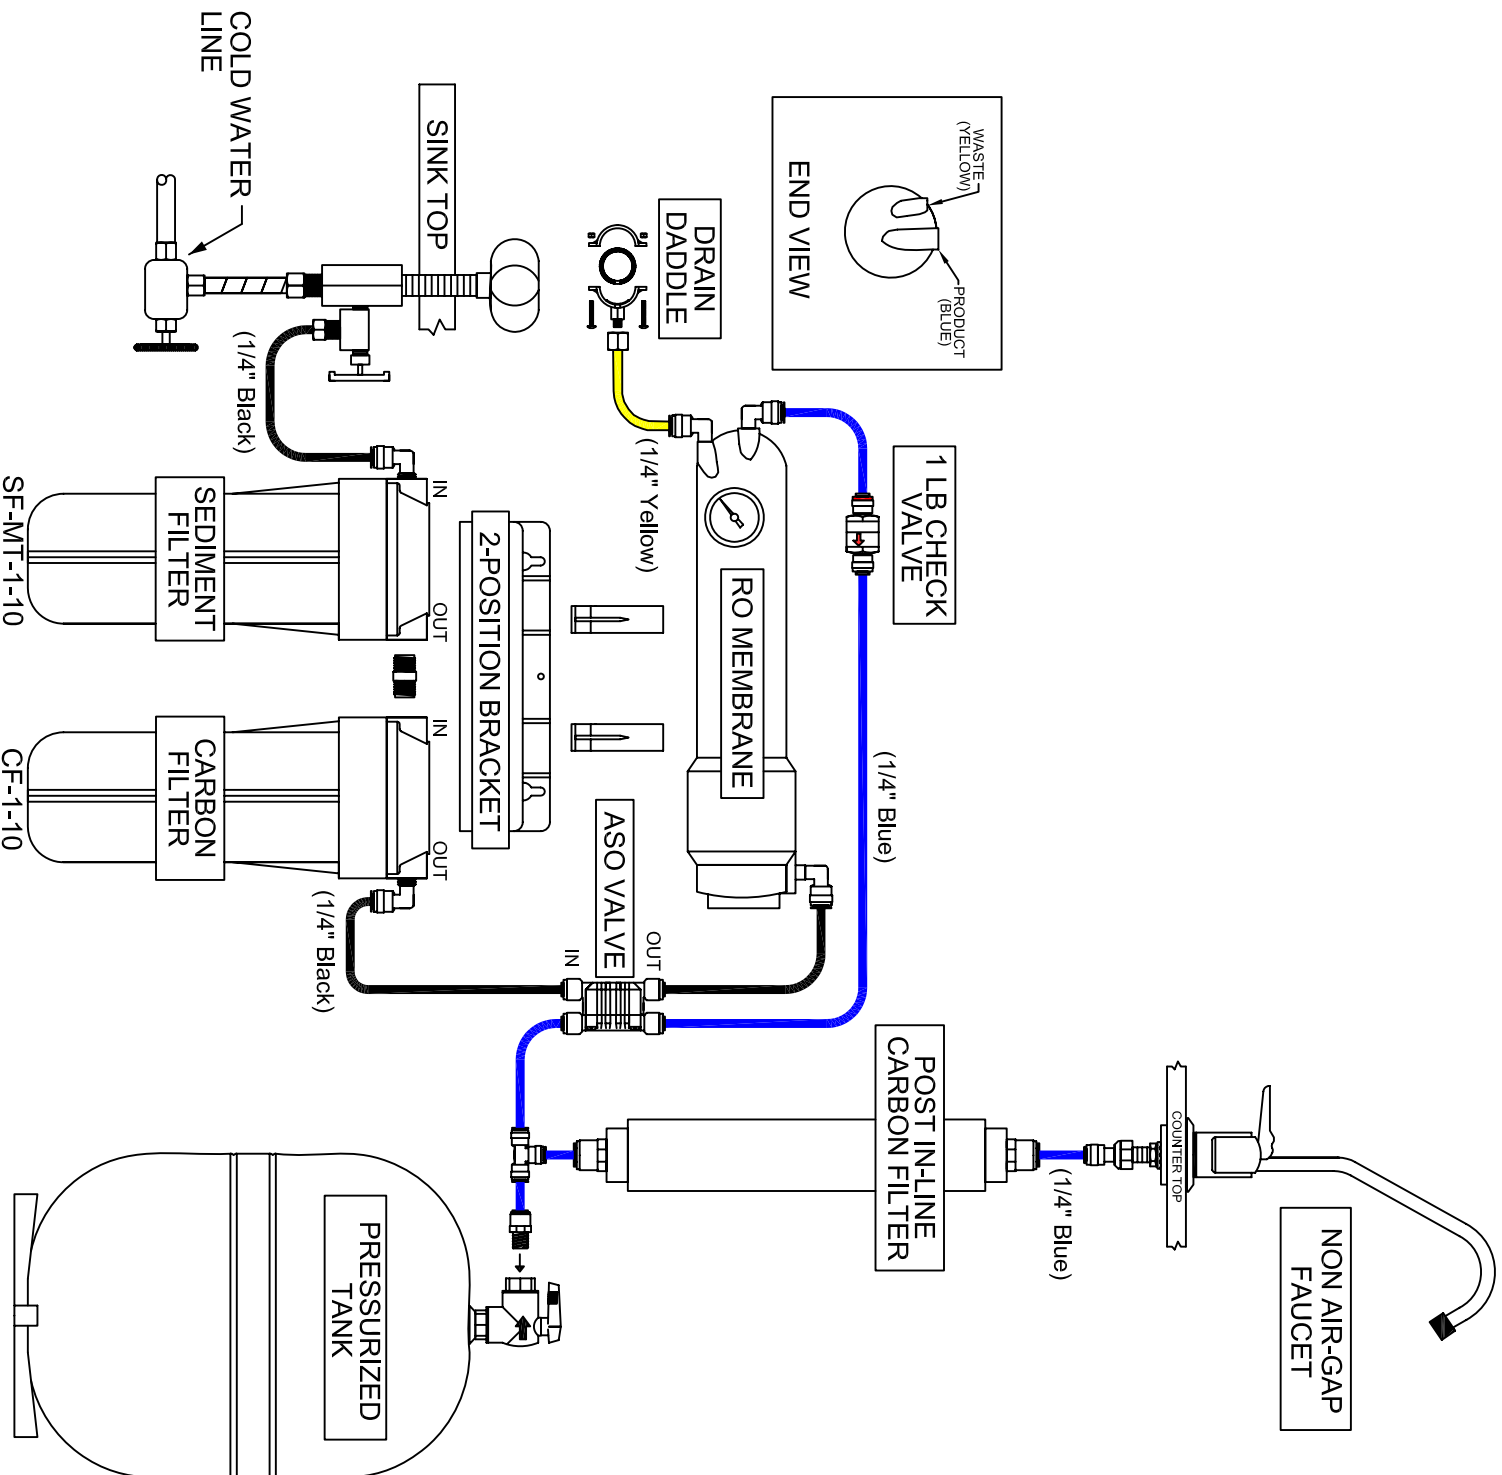 NON AIR-GAP
FAUCET
COUNTER TOP
(1/4" Blue)
POST IN-LINE
CARBON FILTER
WASTE
(YELLOW)
PRODUCT
(BLUE)
END VIEW
1 LB CHECK
VALVE
(1/4" Blue)
DRAIN
DADDLE
RO MEMBRANE
(1/4" Yellow)
OUT
ASO VALVE
IN
2-POSITION BRACKET
SINK TOP
IN
OUT
IN
OUT
(1/4" Black)
(1/4" Black)
COLD WATER
LINE
SEDIMENT
FILTER
CARBON
FILTER
PRESSURIZED
TANK
SF-MT-1-10
CF-1-10